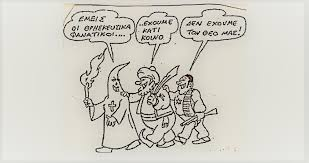 ΕΜΕΙΣ
ΟΙ ΘΡΗΣΚΕΥΤΙΚΑ
ΦΑΝΑΤΙΚΟΙ....
..ΕΧΟΥΜΕ
ΚΑΤΙ
ΚΟΙΝΟ
ΔΕΝ ΕΧΟΥΜΕ
ΤΟΝ ΘΕΟ ΜΑΣ!